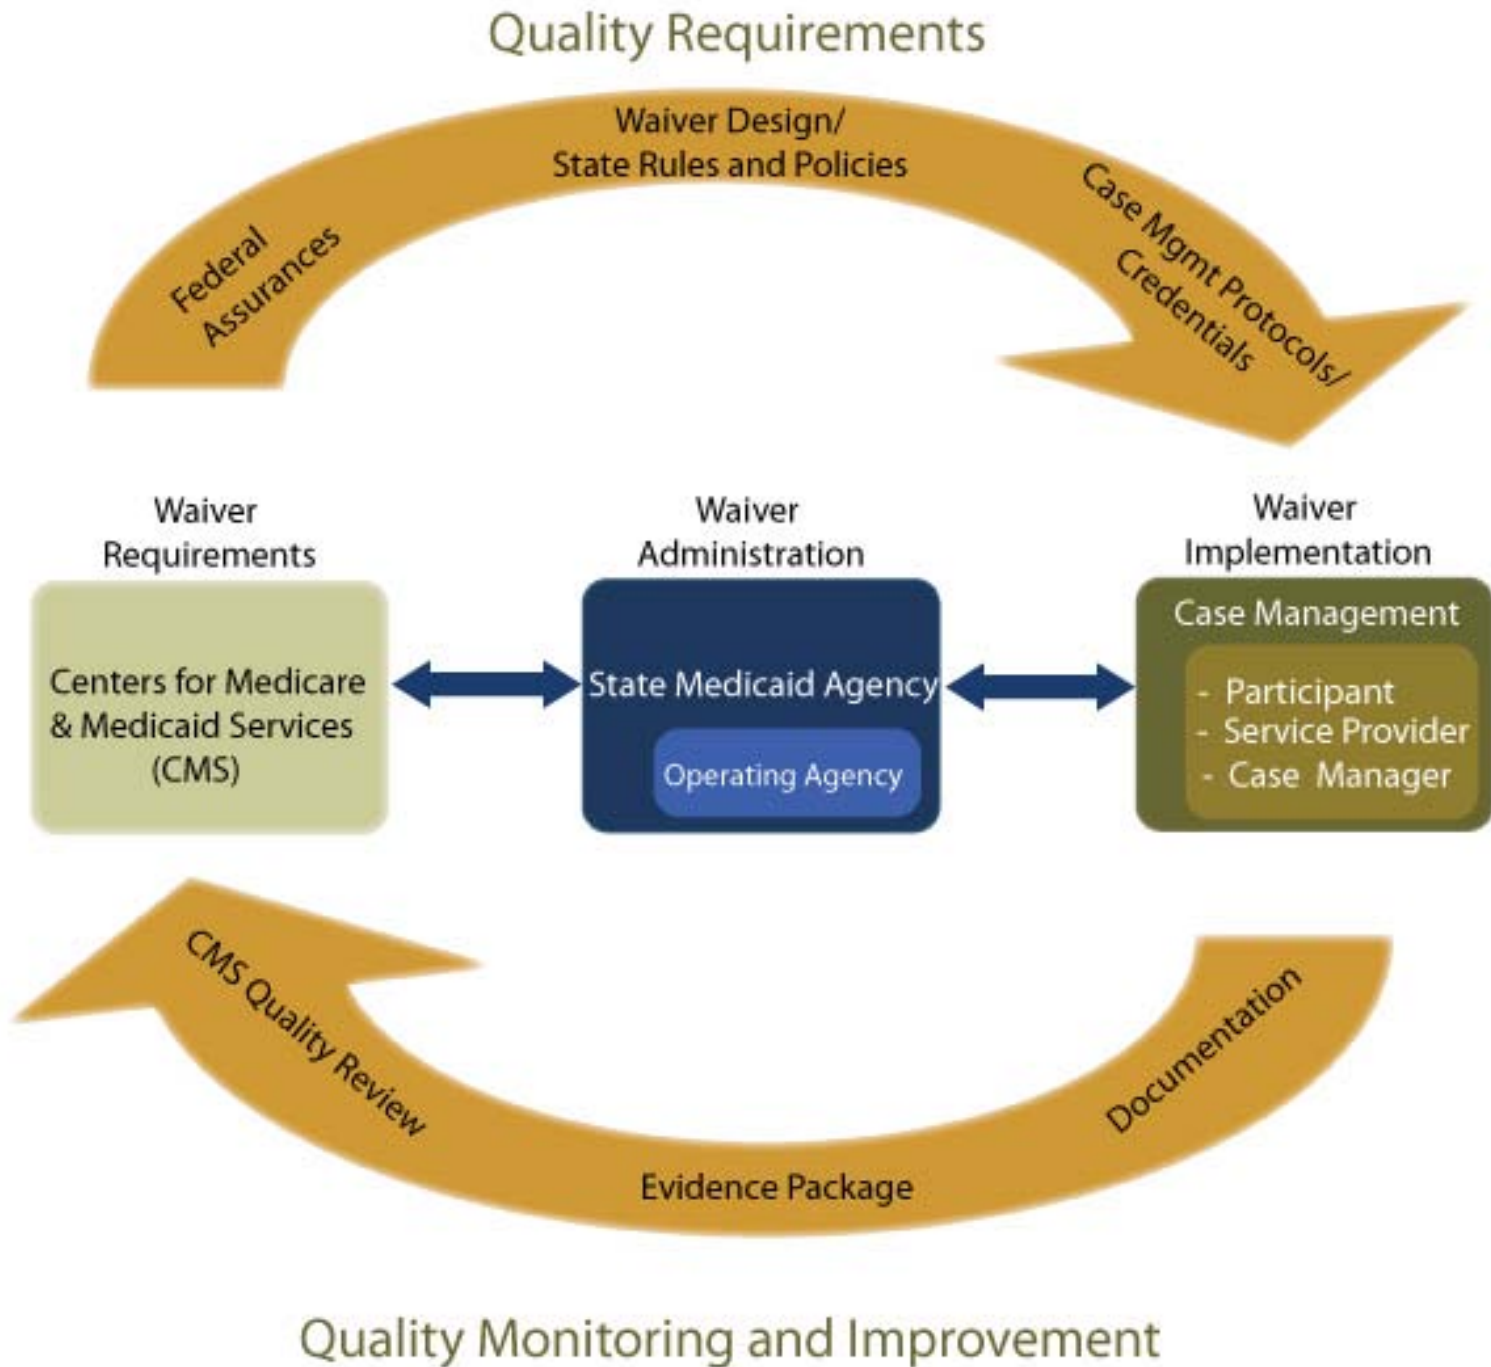 Quality Requirements
Waiver Design/
State Rules and Policies
Federal
Assurances
Case Mgmt Protocols/
Credentials
Waiver
Requirements
Centers for Medicare
& Medicaid Services
(CMS)
Waiver
Administration
State Medicaid Agency
Operating Agency
Waiver
Implementation
Case Management
- Participant
- Service Provider
- Case Manager
CMS Quality Review
Evidence Package
Documentation
Quality Monitoring and Improvement